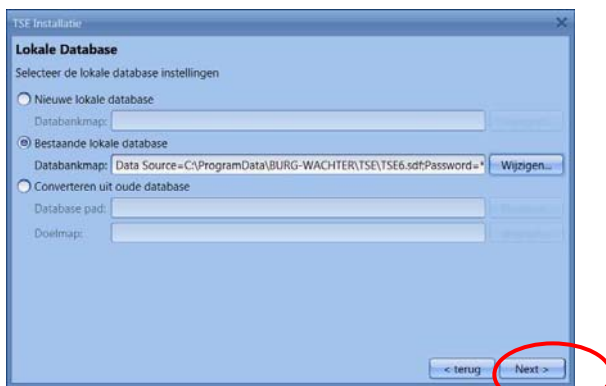 TSE Installatie
Lokale Database
Selecteer de lokale database instellingen
Nieuwe lokale database
Databankmap:
Bestaande lokale database
Databankmap: Data Source=C:\ProgramData\BURG-WACHTER\TSE\TSE6.sdf;Password=* Wijzigen...
Converteren uit oude database
Database pad:
Doelmap:
< terug Next >